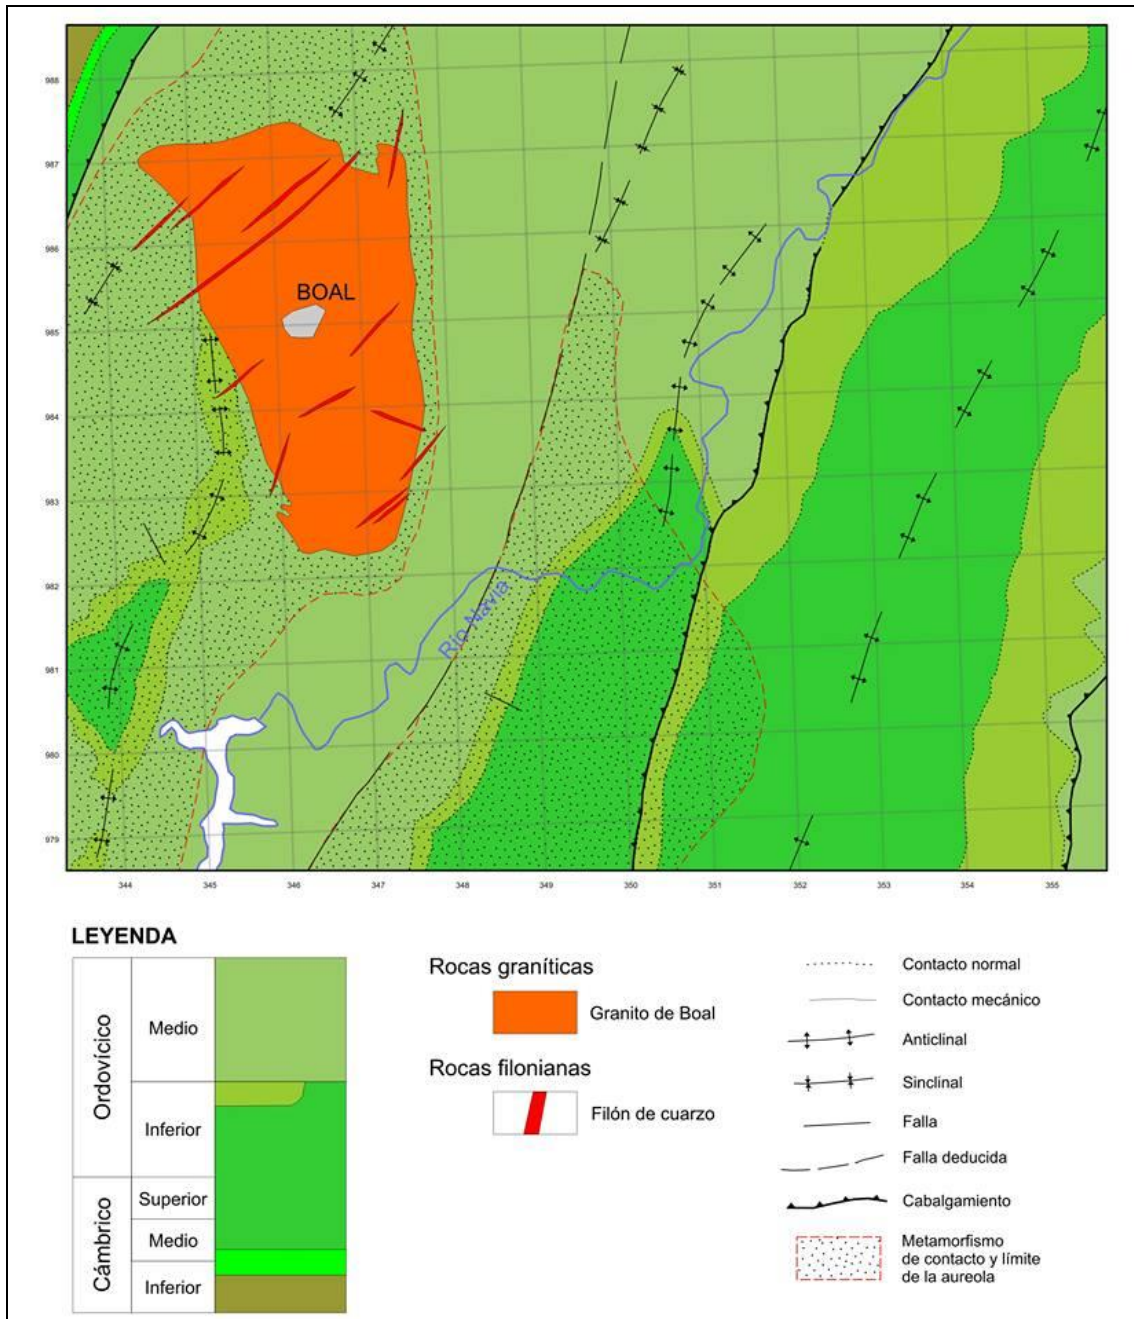 988
987
986
985
984
983
982
981
980
979
BOAL
Río Navia
344
345
346
347
348
349
350
351
352
353
354
355
LEYENDA
Ordovícico
Medio
Inferior
Cámbrico
Superior
Medio
Inferior
Rocas graníticas
Granito de Boal
Rocas filonianas
Filón de cuarzo
Contacto normal
Contacto mecánico
Anticlinal
Sinclinal
Falla
Falla deducida
Cabalgamiento
Metamorfismo
de contacto y límite
de la aureola